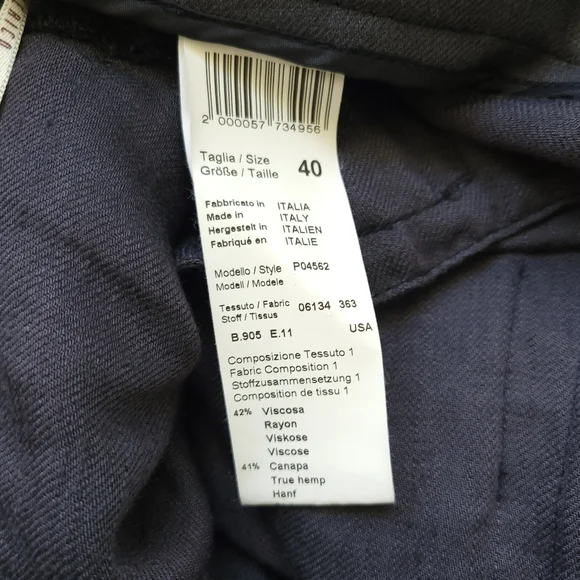 2 000057 734956
Taglia / Size
Größe / Taille 40
Fabbricato in ITALIA
Made in ITALY
Hergestellt in ITALIEN
Fabriqué en ITALIE
Modello / Style P04562
Modell / Modele
Tessuto / Fabric 06134 363
Stoff / Tissus
B.905 E.11 USA
Composizione Tessuto 1
Fabric Composition 1
Stoffzusammensetzung 1
Composition de tissu 1
42% Viscosa
Rayon
Viskose
Viscose
41% Canapa
True hemp
Hanf